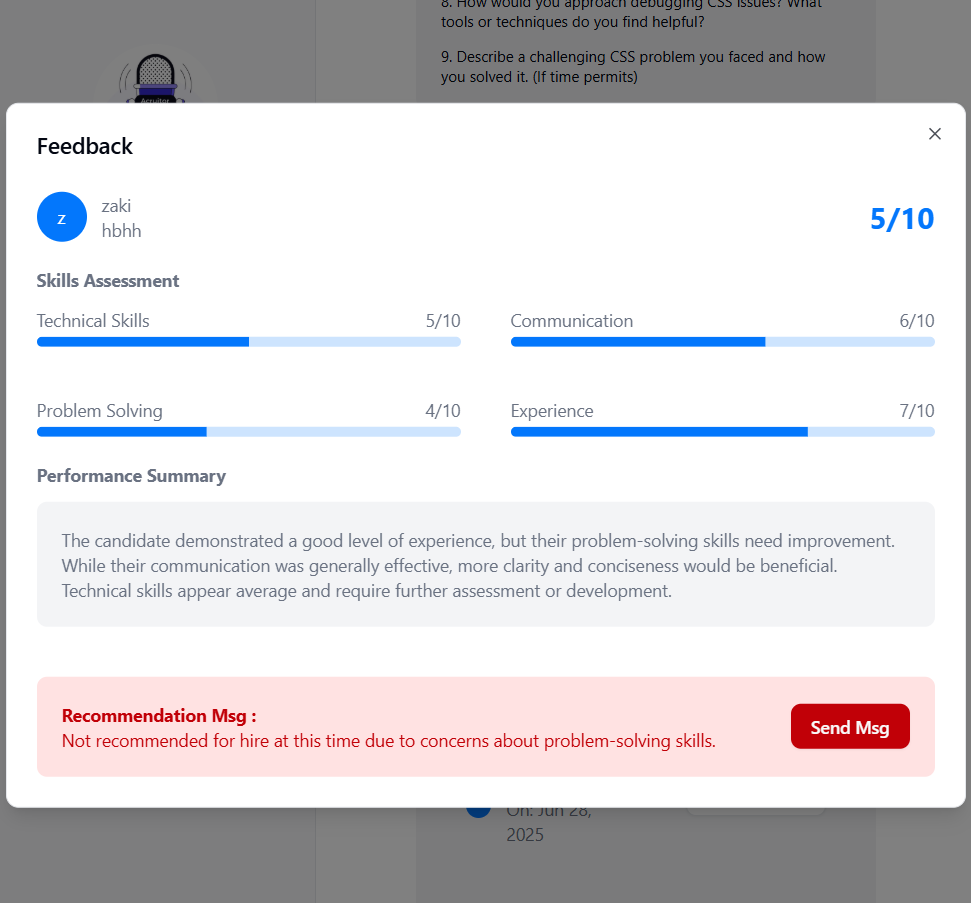 8. How would you approach debugging CSS issues? What
tools or techniques do you find helpful?
9. Describe a challenging CSS problem you faced and how
you solved it. (If time permits)
Acruitor
Feedback
z
zaki
hbhh
5/10
Skills Assessment
Technical Skills 5/10
Communication 6/10
Problem Solving 4/10
Experience 7/10
Performance Summary
The candidate demonstrated a good level of experience, but their problem-solving skills need improvement.
While their communication was generally effective, more clarity and conciseness would be beneficial.
Technical skills appear average and require further assessment or development.
Recommendation Msg :
Not recommended for hire at this time due to concerns about problem-solving skills.
Send Msg
On: Jun 28,
2025